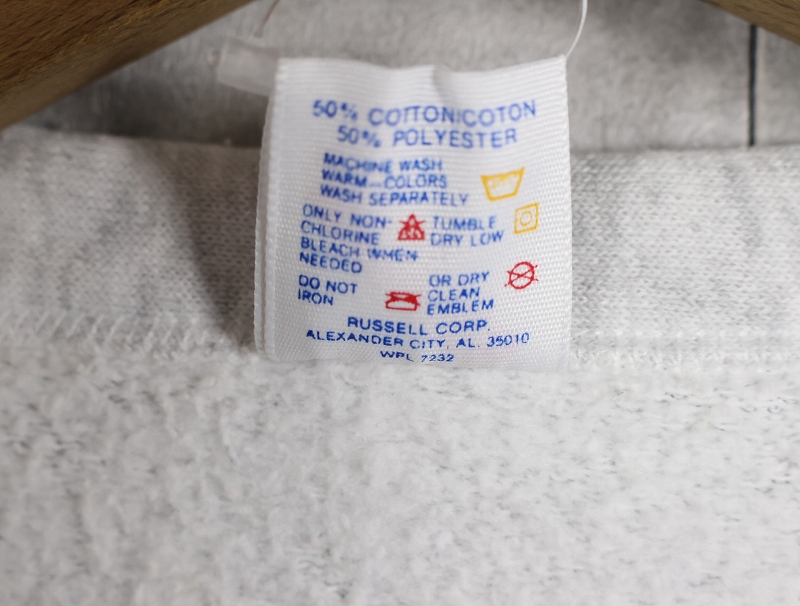 50% COTTON/COTON
50% POLYESTER
MACHINE WASH
WARM—COLORS
WASH SEPARATELY
ONLY NON-
CHLORINE
BLEACH WHEN
NEEDED
TUMBLE
DRY LOW
DO NOT
IRON
OR DRY
CLEAN
EMBLEM
RUSSELL CORP.
ALEXANDER CITY, AL. 35010
WPL 7232